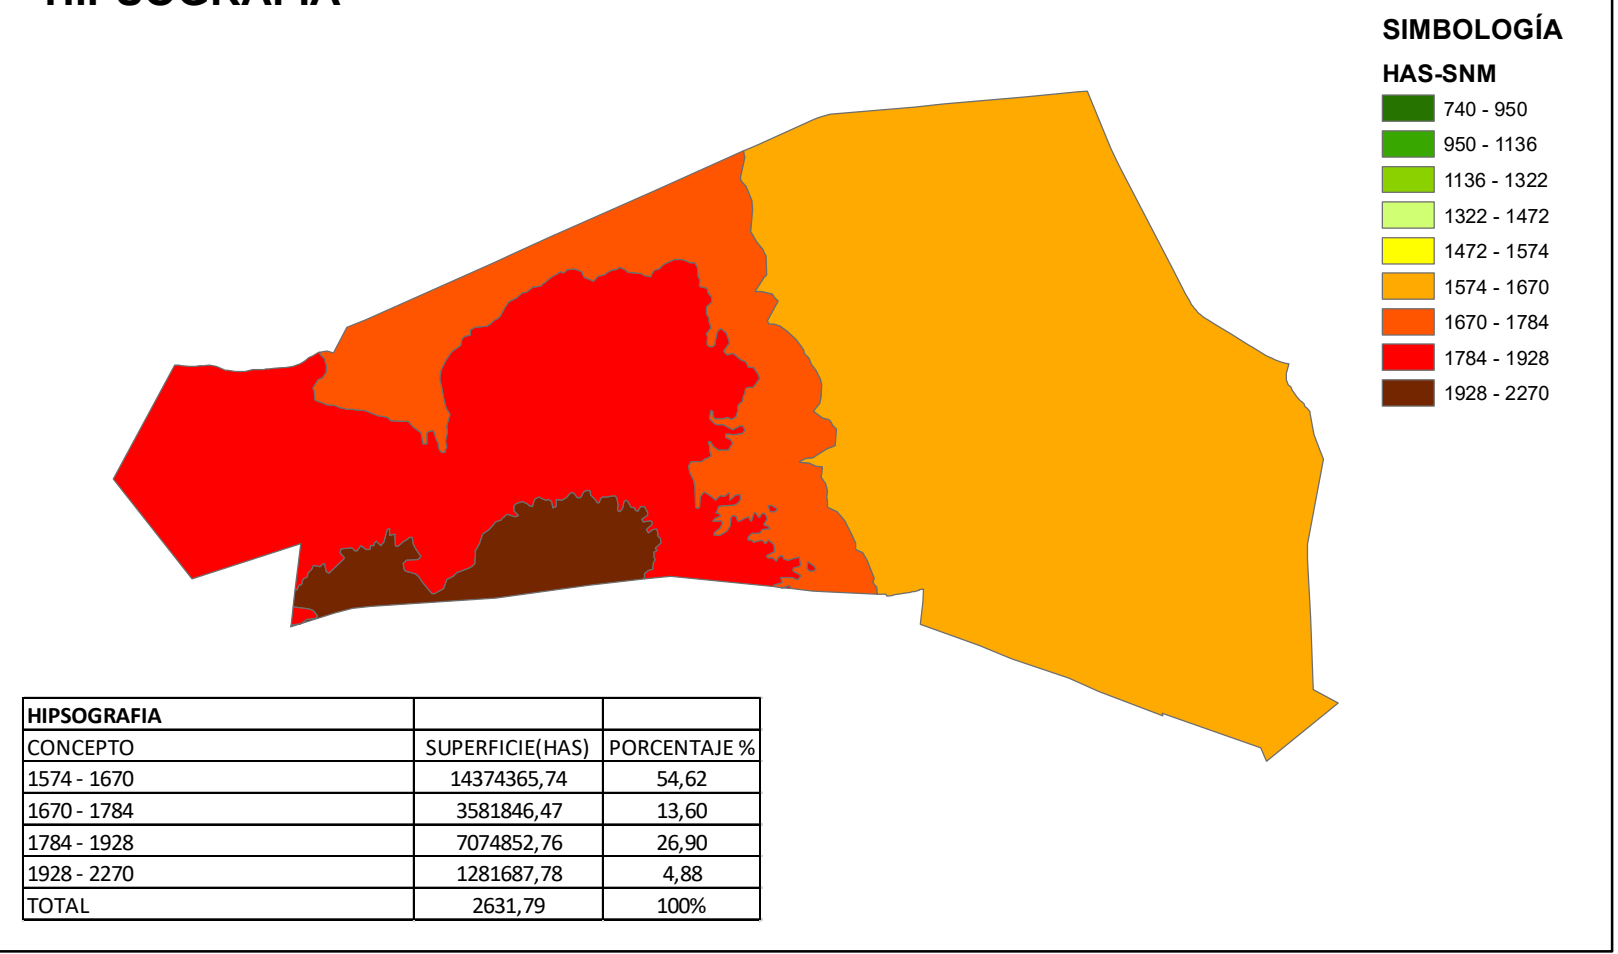 HIPSOGRAFIA
SIMBOLOGÍA
HAS-SNM
740 - 950
950 - 1136
1136 - 1322
1322 - 1472
1472 - 1574
1574 - 1670
1670 - 1784
1784 - 1928
1928 - 2270
HIPSOGRAFIA
CONCEPTO SUPERFICIE(HAS) PORCENTAJE %
1574 - 1670 14374365,74 54,62
1670 - 1784 3581846,47 13,60
1784 - 1928 7074852,76 26,90
1928 - 2270 1281687,78 4,88
TOTAL 2631,79 100%